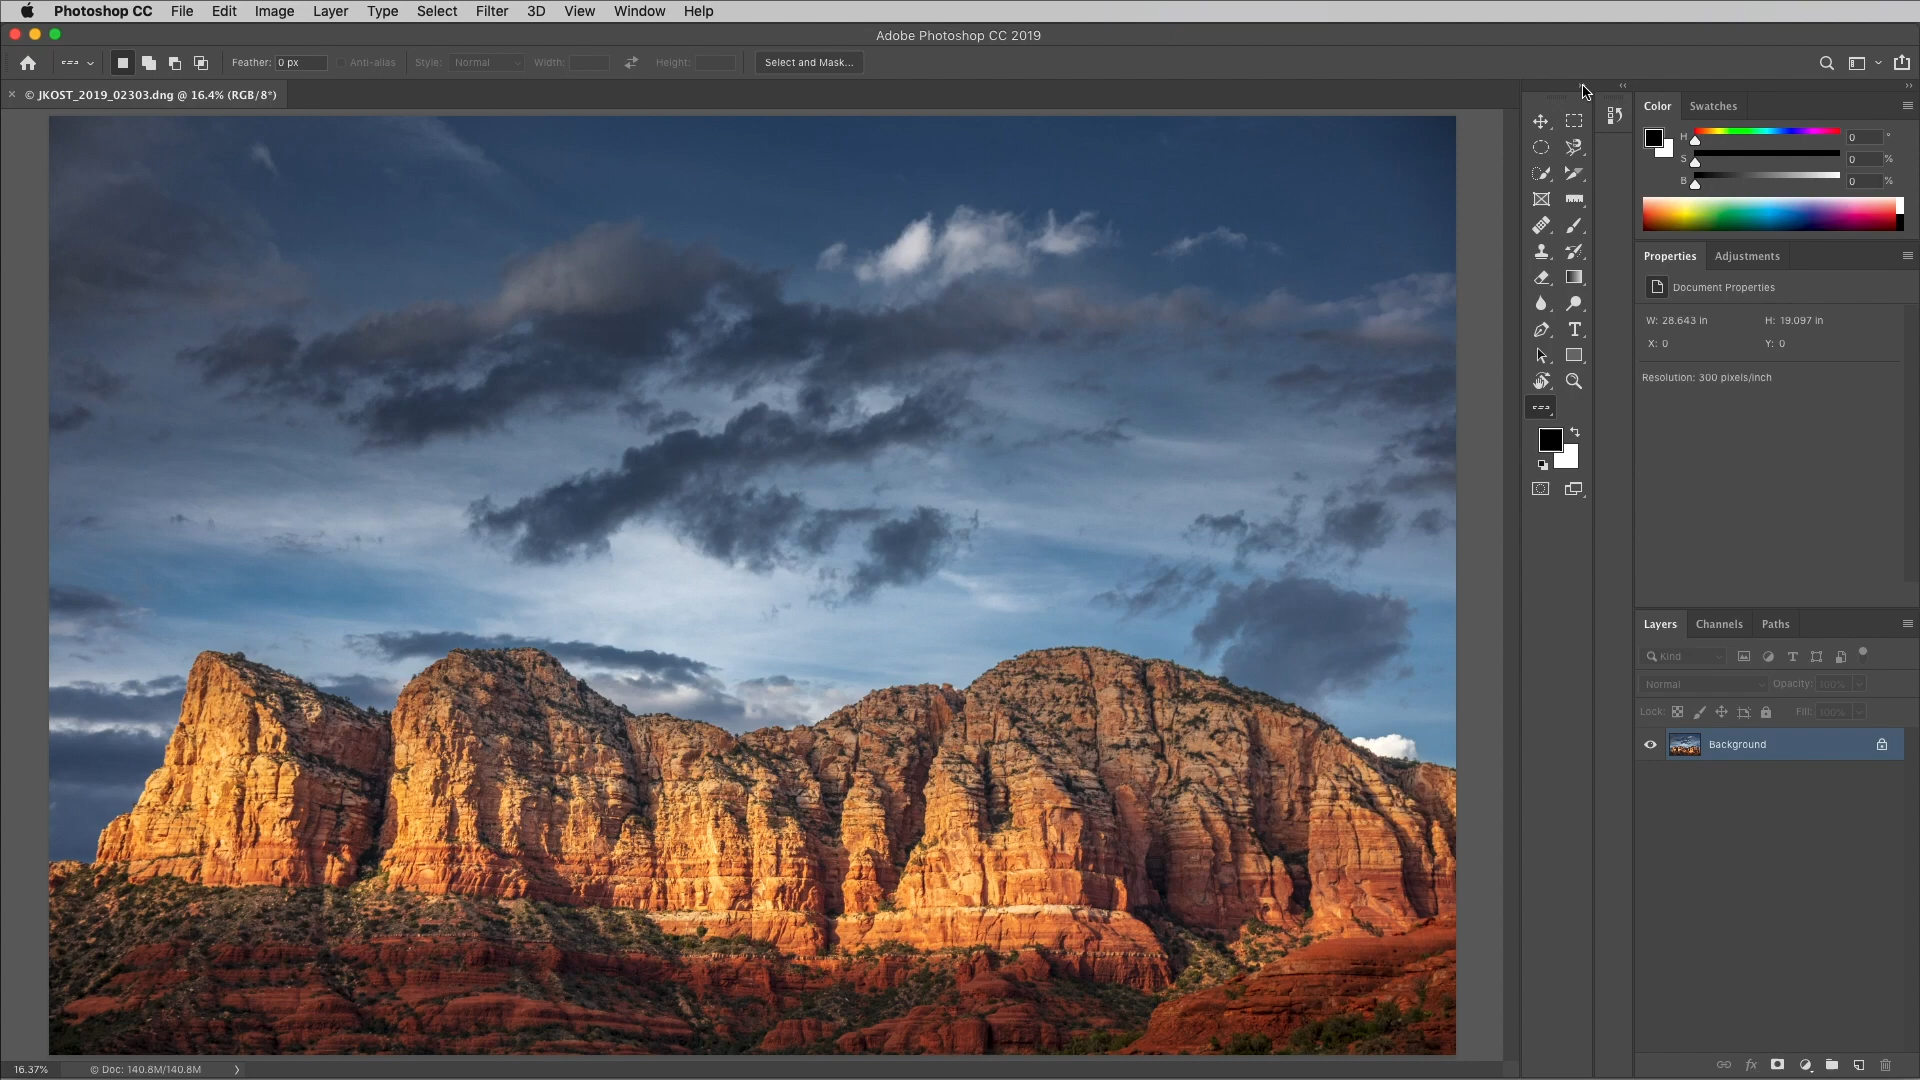 Photoshop CC File Edit Image Layer Type Select Filter 3D View Window Help
Adobe Photoshop CC 2019
Feather: 0 px Anti-alias Style: Normal Width: Height: Select and Mask...
× © JKOST_2019_02303.dng @ 16.4% (RGB/8*)
Color Swatches
H 0 °
S 0 %
B 0 %
Properties Adjustments
Document Properties
W: 28.643 in H: 19.097 in
X: 0 Y: 0
Resolution: 300 pixels/inch
T
Layers Channels Paths
Kind T
Normal Opacity: 100%
Lock: Fill: 100%
Background
fx
16.37% © Doc: 140.8M/140.8M